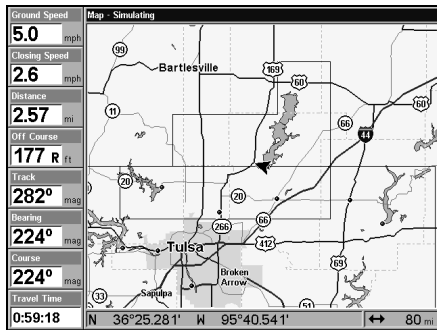 Ground Speed
5.0 mph
Closing Speed
2.6 mph
Distance
2.57 mi
Off Course
177 R ft
Track
282º mag
Bearing
224º mag
Course
224º mag
Travel Time
0:59:18
Map - Simulating
99
169
Bartlesville
60
60
11
66
44
20
20
266
66
Tulsa
412
Broken
Arrow
69
Sapulpa
33
51
N 36°25.281' W 95°40.541' ↔ 80 mi